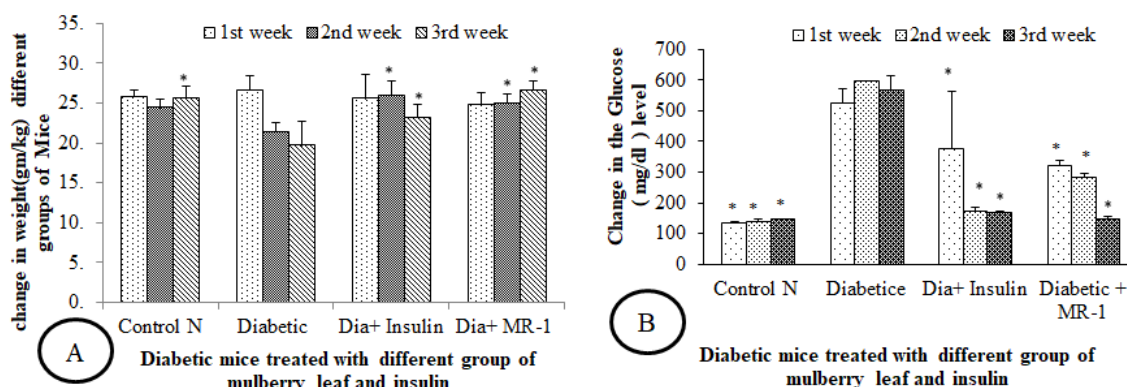 35.
30.
25.
20.
15.
10.
5.
0.
1st week 2nd week 3rd week
* * * * *
Control N Diabetic Dia+ Insulin Dia+ MR-1
change in weight(gm/kg) different
groups of Mice
A
Diabetic mice treated with different group of
mulberry leaf and insulin
700
600
500
400
300
200
100
0
1st week 2nd week 3rd week
* * * * * * * * *
Control N Diabetice Dia+ Insulin Diabetic +
MR-1
Change in the Glucose
( mg/dl ) level
B
Diabetic mice treated with different group of
mulberry leaf and insulin